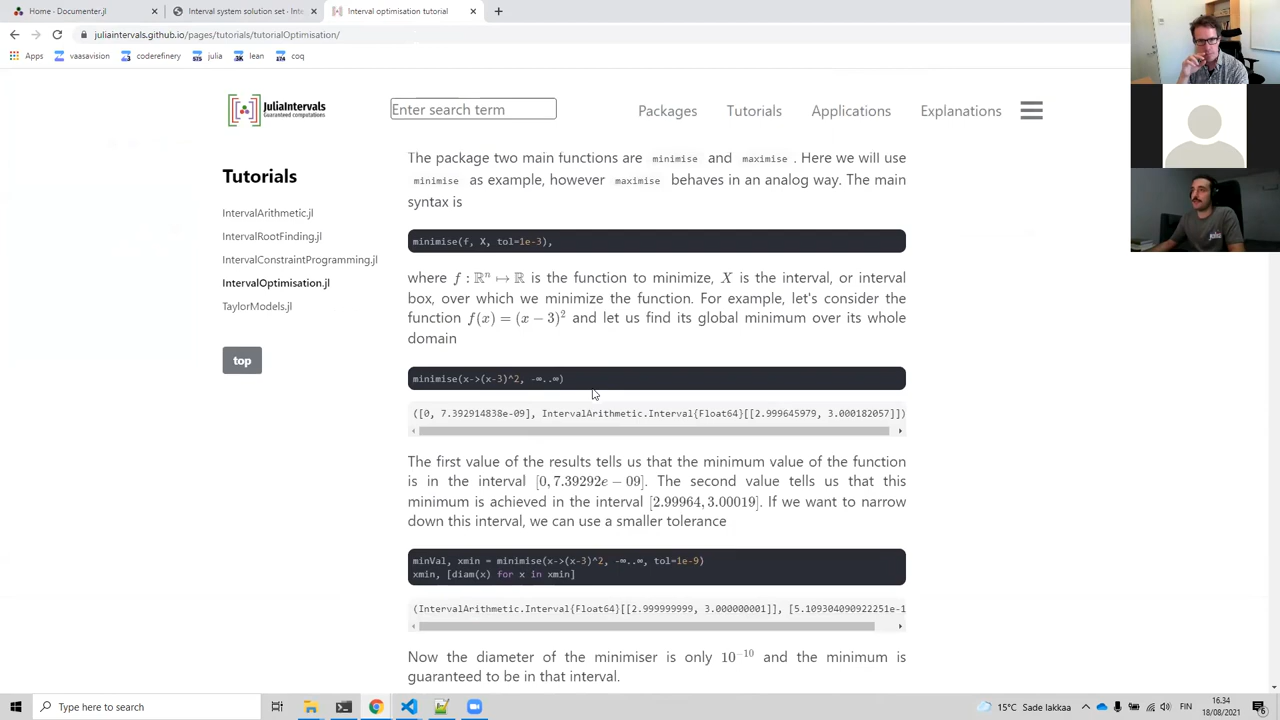 Home · Documenter.jl
Interval system solution set · Inte
Interval optimisation tutorial
juliaintervals.github.io/pages/tutorials/tutorialOptimisation/
Apps vaasavision coderefinery julia lean coq
JuliaIntervals
Guaranteed computations
Enter search term
Packages Tutorials Applications Explanations
Tutorials
IntervalArithmetic.jl
IntervalRootFinding.jl
IntervalConstraintProgramming.jl
IntervalOptimisation.jl
TaylorModels.jl
top
The package two main functions are minimise and maximise . Here we will use
minimise as example, however maximise behaves in an analog way. The main
syntax is
minimise(f, X, tol=1e-3),
where f : ℝⁿ ↦ ℝ is the function to minimize, X is the interval, or interval
box, over which we minimize the function. For example, let's consider the
function f(x) = (x − 3)² and let us find its global minimum over its whole
domain
minimise(x->(x-3)^2, -∞..∞)
([0, 7.392914838e-09], IntervalArithmetic.Interval{Float64}[[2.999645979, 3.000182057]])
The first value of the results tells us that the minimum value of the function
is in the interval [0, 7.39292e − 09]. The second value tells us that this
minimum is achieved in the interval [2.99964, 3.00019]. If we want to narrow
down this interval, we can use a smaller tolerance
minVal, xmin = minimise(x->(x-3)^2, -∞..∞, tol=1e-9)
xmin, [diam(x) for x in xmin]
(IntervalArithmetic.Interval{Float64}[[2.999999999, 3.000000001]], [5.109304090922251e-1
Now the diameter of the minimiser is only 10⁻¹⁰ and the minimum is
guaranteed to be in that interval.
Type here to search
15°C Sade lakkaa
FIN
16.34
18/08/2021
6